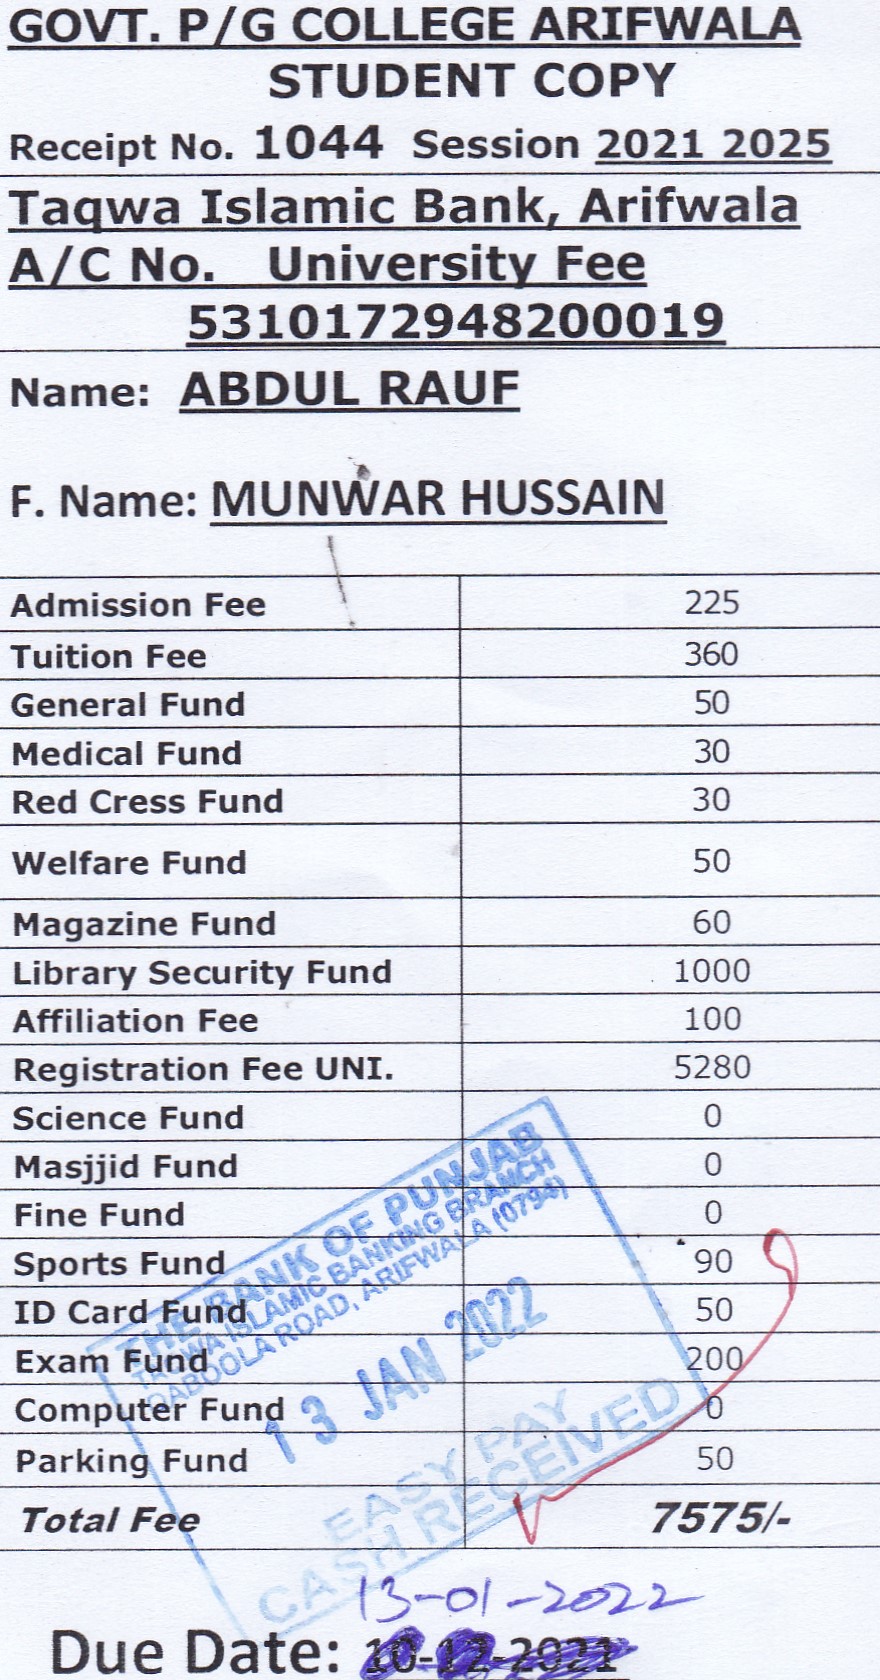 GOVT. P/G COLLEGE ARIFWALA
STUDENT COPY
Receipt No. 1044 Session 2021 2025
Taqwa Islamic Bank, Arifwala
A/C No. University Fee
5310172948200019
Name: ABDUL RAUF
F. Name: MUNWAR HUSSAIN
Admission Fee 225
Tuition Fee 360
General Fund 50
Medical Fund 30
Red Cress Fund 30
Welfare Fund 50
Magazine Fund 60
Library Security Fund 1000
Affiliation Fee 100
Registration Fee UNI. 5280
Science Fund 0
Masjjid Fund 0
Fine Fund 0
Sports Fund 90
ID Card Fund 50
Exam Fund 200
Computer Fund 0
Parking Fund 50
Total Fee 7575/-
THE BANK OF PUNJAB
TAQWA ISLAMIC BANKING BRANCH
QABOOLA ROAD, ARIFWALA (0794)
13 JAN 2022
EASY PAY
CASH RECEIVED
13-01-2022
Due Date: 10-12-2021